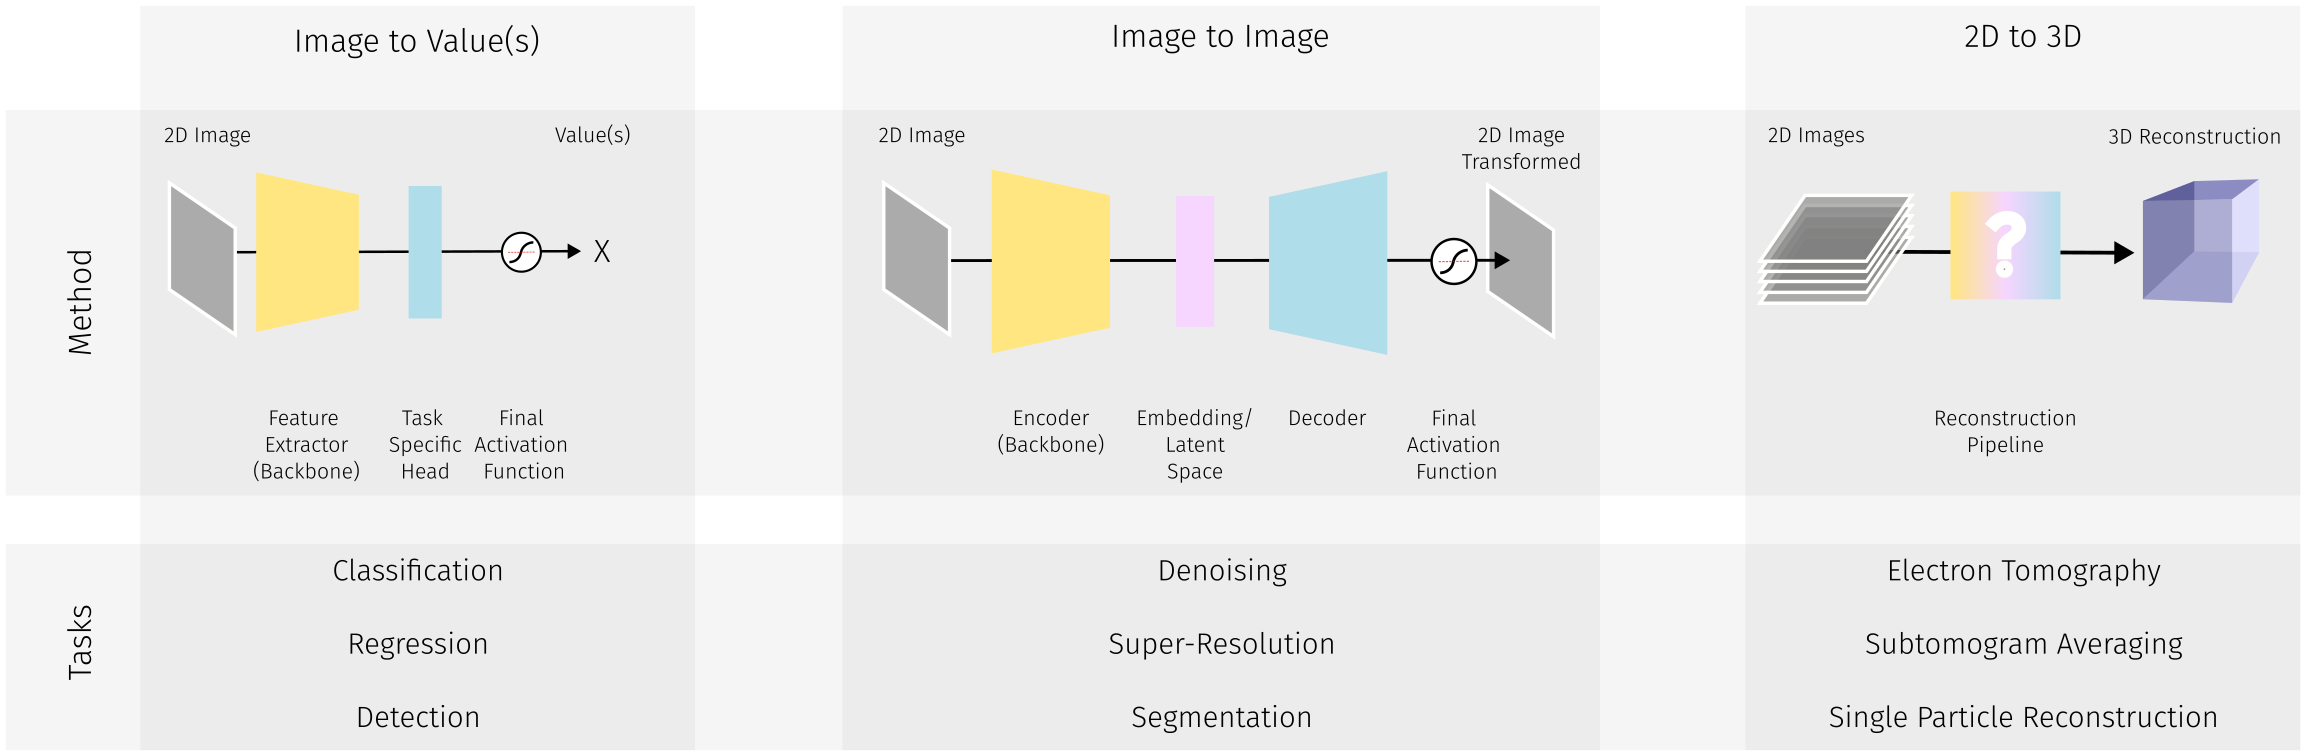 Image to Value(s)
Image to Image
2D to 3D
Method
2D Image
Value(s)
X
Feature
Extractor
(Backbone)
Task
Specific
Head
Final
Activation
Function
2D Image
2D Image
Transformed
Encoder
(Backbone)
Embedding/
Latent
Space
Decoder
Final
Activation
Function
2D Images
3D Reconstruction
?
Reconstruction
Pipeline
Tasks
Classification
Regression
Detection
Denoising
Super-Resolution
Segmentation
Electron Tomography
Subtomogram Averaging
Single Particle Reconstruction